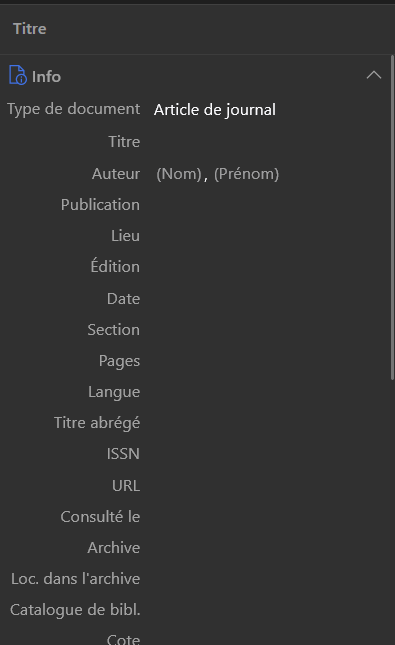 Titre
Info
Type de document Article de journal
Titre
Auteur (Nom), (Prénom)
Publication
Lieu
Édition
Date
Section
Pages
Langue
Titre abrégé
ISSN
URL
Consulté le
Archive
Loc. dans l'archive
Catalogue de bibl.
Cote